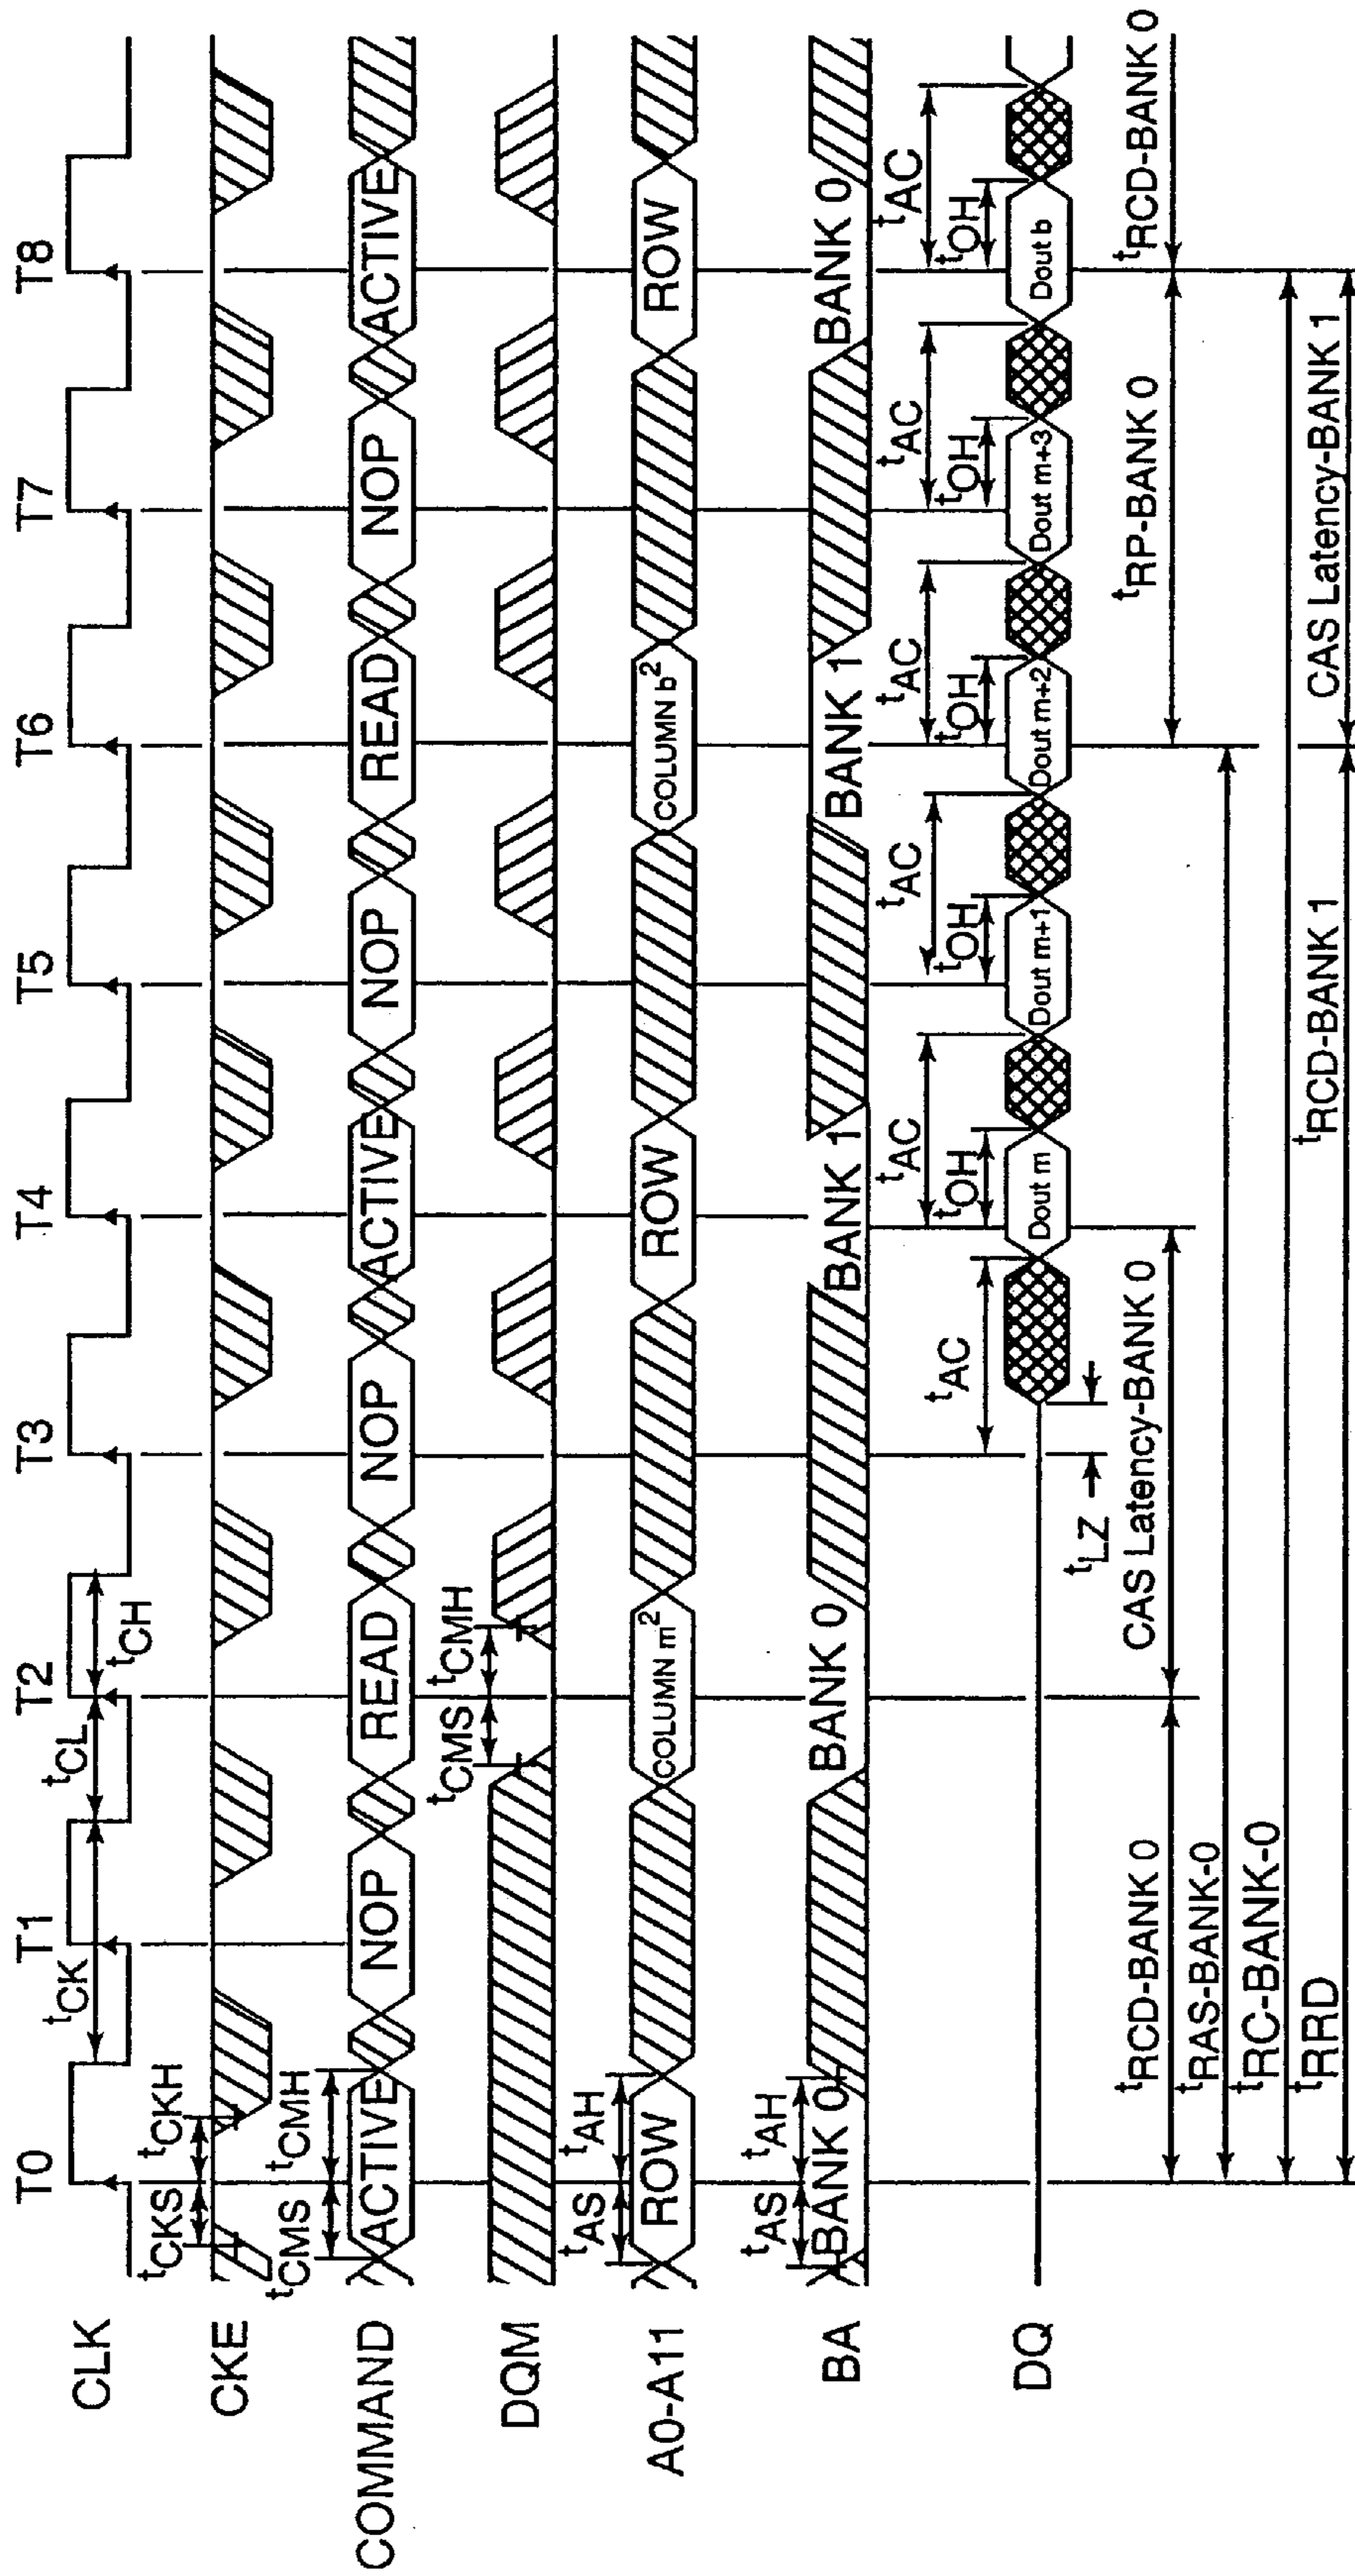 T0 T1 T2 T3 T4 T5 T6 T7 T8
CLK
tCK tCL tCH
tCKS tCKH
CKE
tCMS tCMH
COMMAND ACTIVE NOP READ NOP ACTIVE NOP READ NOP ACTIVE
tCMS tCMH
DQM
tAS tAH
A0-A11 ROW COLUMN m² ROW COLUMN b² ROW
tAS tAH
BA BANK 0 BANK 0 BANK 1 BANK 1 BANK 0
tAC tAC tAC tAC tAC tAC
tOH tOH tOH tOH tOH
DQ Dout m Dout m+1 Dout m+2 Dout m+3 Dout b
tLZ
tRCD-BANK 0 CAS Latency-BANK 0 tRP-BANK 0 tRCD-BANK 0
tRAS-BANK-0
tRC-BANK-0
tRRD tRCD-BANK 1 CAS Latency-BANK 1